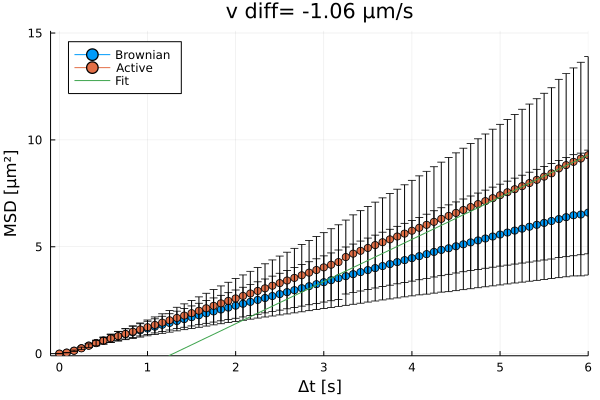 v diff= -1.06 μm/s
15
Brownian
Active
Fit
10
MSD [μm²]
5
0
0 1 2 3 4 5 6
Δt [s]